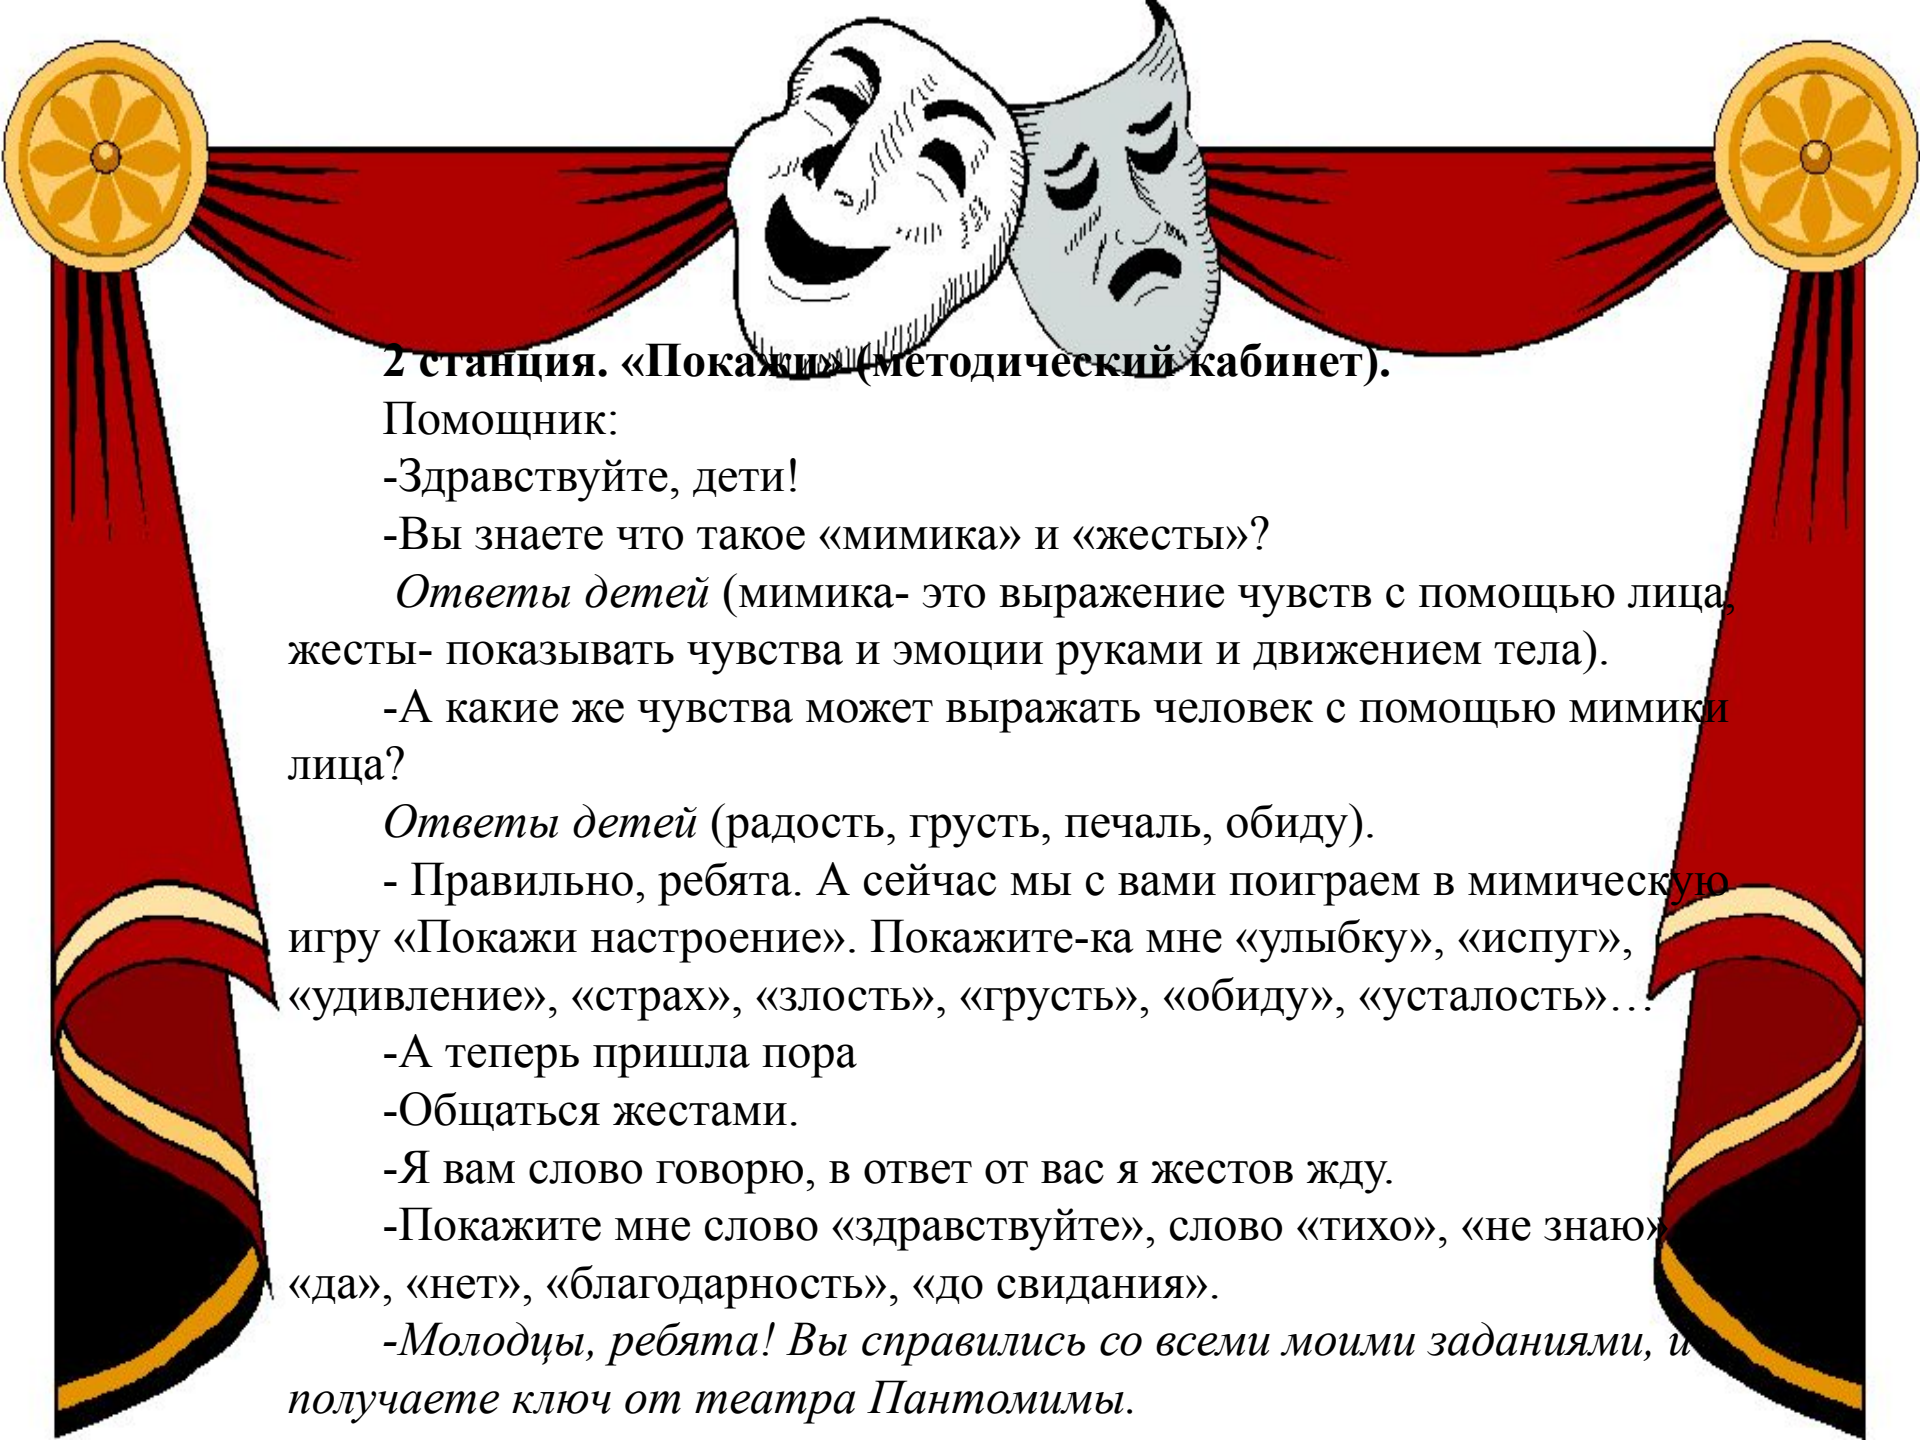 2 станция. «Покажи» (методический кабинет).
Помощник:
-Здравствуйте, дети!
-Вы знаете что такое «мимика» и «жесты»?
Ответы детей (мимика- это выражение чувств с помощью лица,
жесты- показывать чувства и эмоции руками и движением тела).
-А какие же чувства может выражать человек с помощью мимики
лица?
Ответы детей (радость, грусть, печаль, обиду).
- Правильно, ребята. А сейчас мы с вами поиграем в мимическую
игру «Покажи настроение». Покажите-ка мне «улыбку», «испуг»,
«удивление», «страх», «злость», «грусть», «обиду», «усталость»…
-А теперь пришла пора
-Общаться жестами.
-Я вам слово говорю, в ответ от вас я жестов жду.
-Покажите мне слово «здравствуйте», слово «тихо», «не знаю»
«да», «нет», «благодарность», «до свидания».
-Молодцы, ребята! Вы справились со всеми моими заданиями, и
получаете ключ от театра Пантомимы.